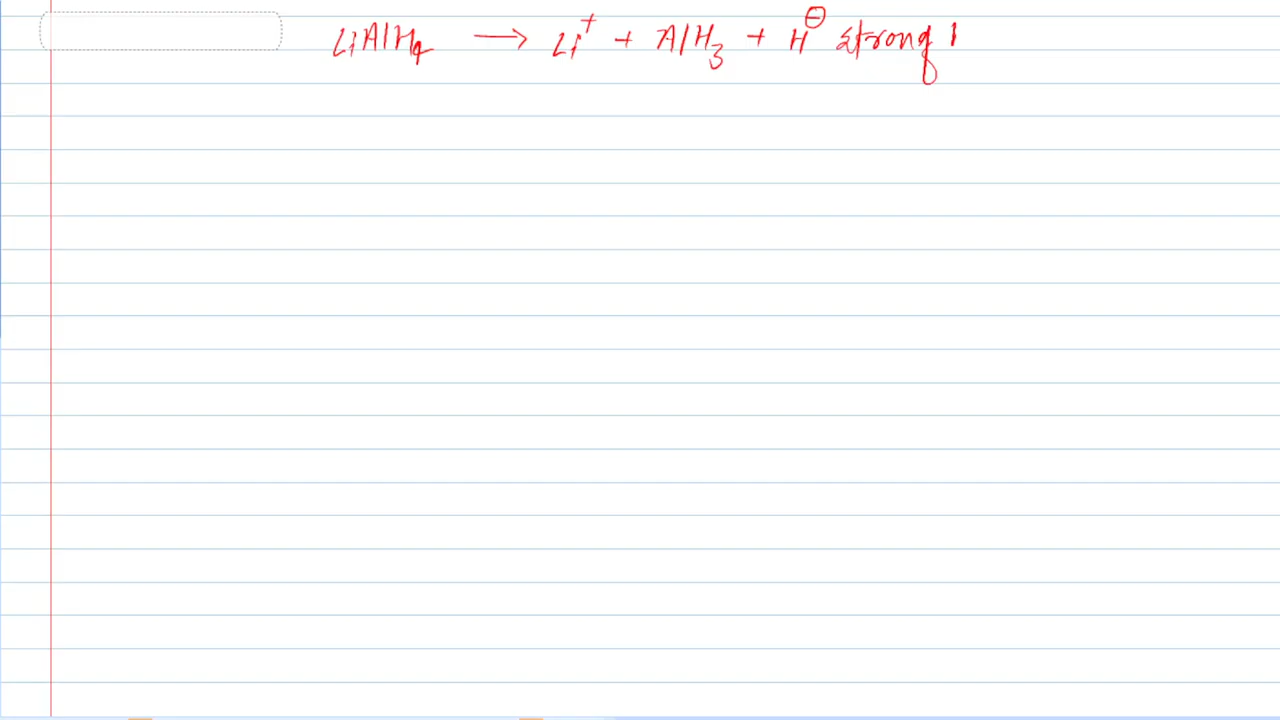 LiAlH₄ → Li⁺ + AlH₃ + H⊖ strong